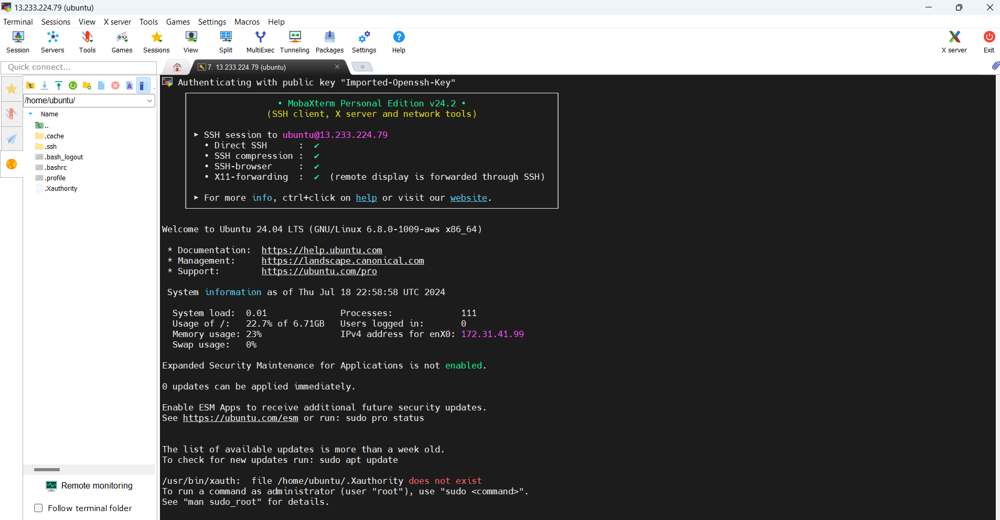 13.233.224.79 (ubuntu)
Terminal Sessions View X server Tools Games Settings Macros Help
Session Servers Tools Games Sessions View Split MultiExec Tunneling Packages Settings Help X server Exit
Quick connect...
7. 13.233.224.79 (ubuntu)
/home/ubuntu/
Name
..
.cache
.ssh
.bash_logout
.bashrc
.profile
.Xauthority
Remote monitoring
Follow terminal folder
Authenticating with public key "Imported-Openssh-Key"
• MobaXterm Personal Edition v24.2 •
(SSH client, X server and network tools)
➤ SSH session to ubuntu@13.233.224.79
• Direct SSH : ✔
• SSH compression : ✔
• SSH-browser : ✔
• X11-forwarding : ✔ (remote display is forwarded through SSH)
➤ For more info, ctrl+click on help or visit our website.
Welcome to Ubuntu 24.04 LTS (GNU/Linux 6.8.0-1009-aws x86_64)
* Documentation: https://help.ubuntu.com
* Management: https://landscape.canonical.com
* Support: https://ubuntu.com/pro
System information as of Thu Jul 18 22:58:58 UTC 2024
System load: 0.01 Processes: 111
Usage of /: 22.7% of 6.71GB Users logged in: 0
Memory usage: 23% IPv4 address for enX0: 172.31.41.99
Swap usage: 0%
Expanded Security Maintenance for Applications is not enabled.
0 updates can be applied immediately.
Enable ESM Apps to receive additional future security updates.
See https://ubuntu.com/esm or run: sudo pro status
The list of available updates is more than a week old.
To check for new updates run: sudo apt update
/usr/bin/xauth: file /home/ubuntu/.Xauthority does not exist
To run a command as administrator (user "root"), use "sudo <command>".
See "man sudo_root" for details.